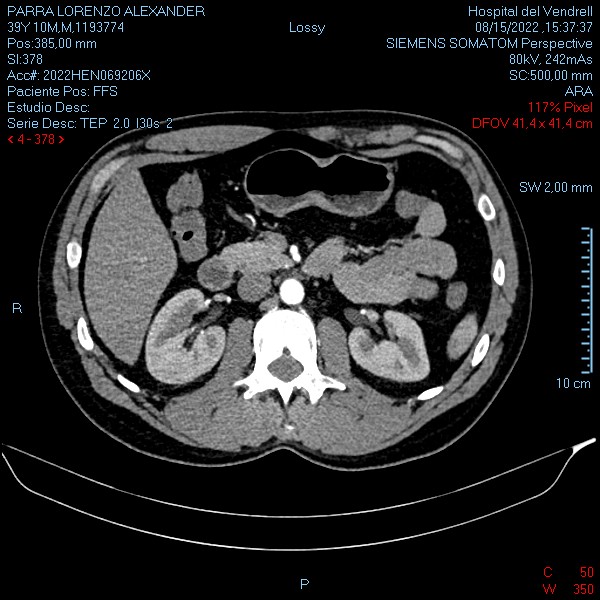 PARRA LORENZO ALEXANDER
39Y 10M,M,1193774
Pos:385,00 mm
SI:378
Acc#: 2022HEN069206X
Paciente Pos: FFS
Estudio Desc:
Serie Desc: TEP 2.0 I30s 2
< 4 - 378 >
Lossy
Hospital del Vendrell
08/15/2022 ,15:37:37
SIEMENS SOMATOM Perspective
80kV, 242mAs
SC:500,00 mm
ARA
117% Pixel
DFOV 41,4 x 41,4 cm
SW 2,00 mm
R
10 cm
P
C 50
W 350